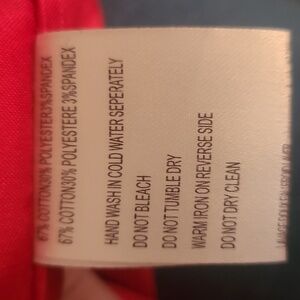 67% COTTON30% POLYESTER3%SPANDEX
67% COTTON30% POLYESTERE 3%SPANDEX
HAND WASH IN COLD WATER SEPERATELY
DO NOT BLEACH
DO NOT TUMBLE DRY
WARM IRON ON REVERSE SIDE
DO NOT DRY CLEAN